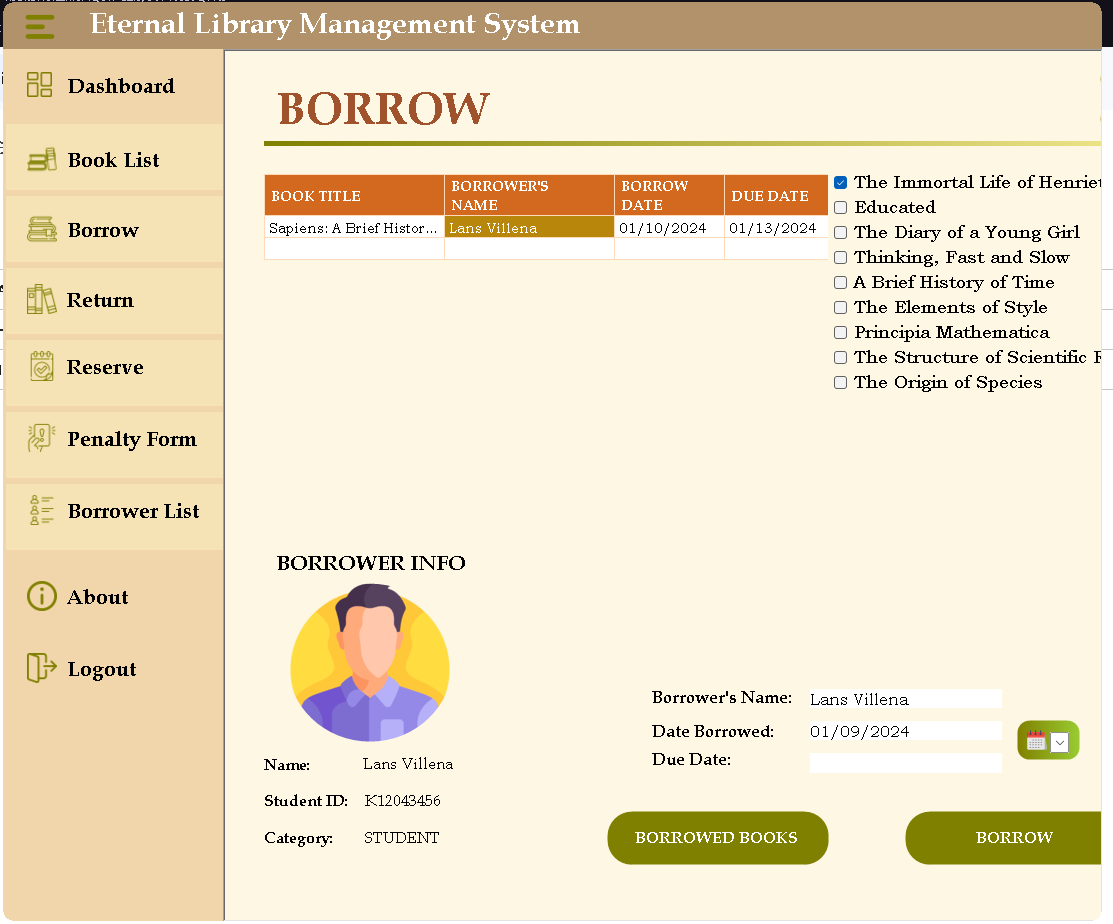 Eternal Library Management System
Dashboard
Book List
Borrow
Return
Reserve
Penalty Form
Borrower List
About
Logout
BORROW
BOOK TITLE BORROWER'S NAME BORROW DATE DUE DATE
Sapiens: A Brief Histor... Lans Villena 01/10/2024 01/13/2024
The Immortal Life of Henriet
Educated
The Diary of a Young Girl
Thinking, Fast and Slow
A Brief History of Time
The Elements of Style
Principia Mathematica
The Structure of Scientific R
The Origin of Species
BORROWER INFO
Name: Lans Villena
Student ID: K12043456
Category: STUDENT
Borrower's Name: Lans Villena
Date Borrowed: 01/09/2024
Due Date:
BORROWED BOOKS
BORROW